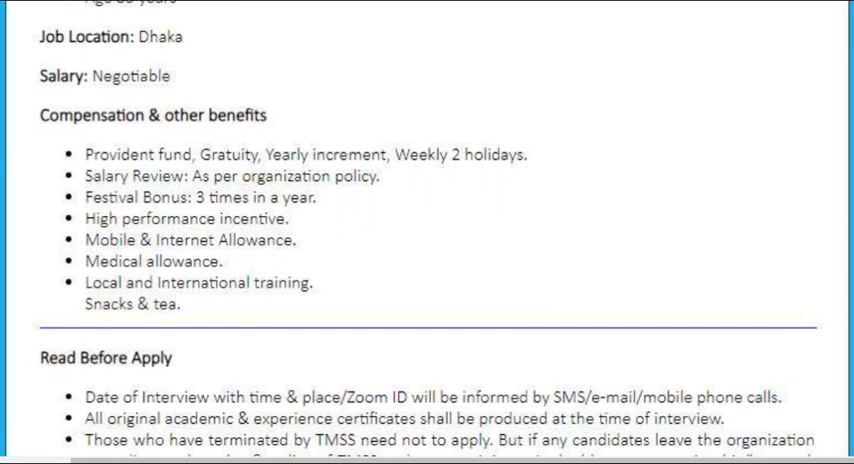 Age
years
Job Location: Dhaka
Salary: Negotiable
Compensation & other benefits
Provident fund, Gratuity, Yearly increment, Weekly 2 holidays.
Salary Review: As per organization policy.
Festival Bonus: 3 times in a year.
High performance incentive.
Mobile & Internet Allowance.
Medical allowance.
Local and International training.
Snacks & tea.
Read Before Apply
Date of Interview with time & place/Zoom ID will be informed by SMS/e-mail/mobile phone calls.
All original academic & experience certificates shall be produced at the time of interview.
Those who have terminated by TMSS need not to apply. But if any candidates leave the organization